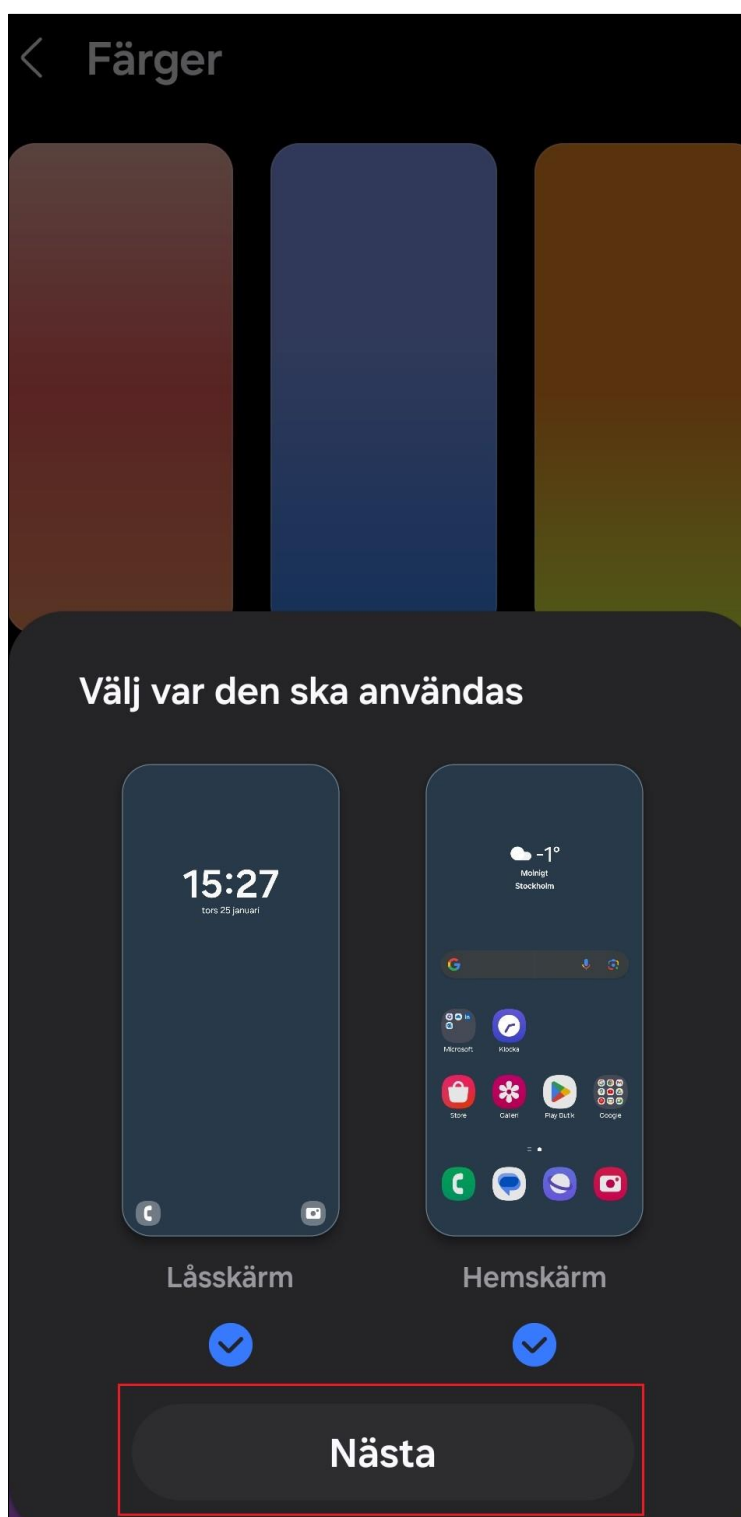 Färger
Välj var den ska användas
15:27
tors 25 januari
-1°
Molnigt
Stockholm
Microsoft Klocka
Store Galleri Play Butik Google
Låsskärm Hemskärm
Nästa